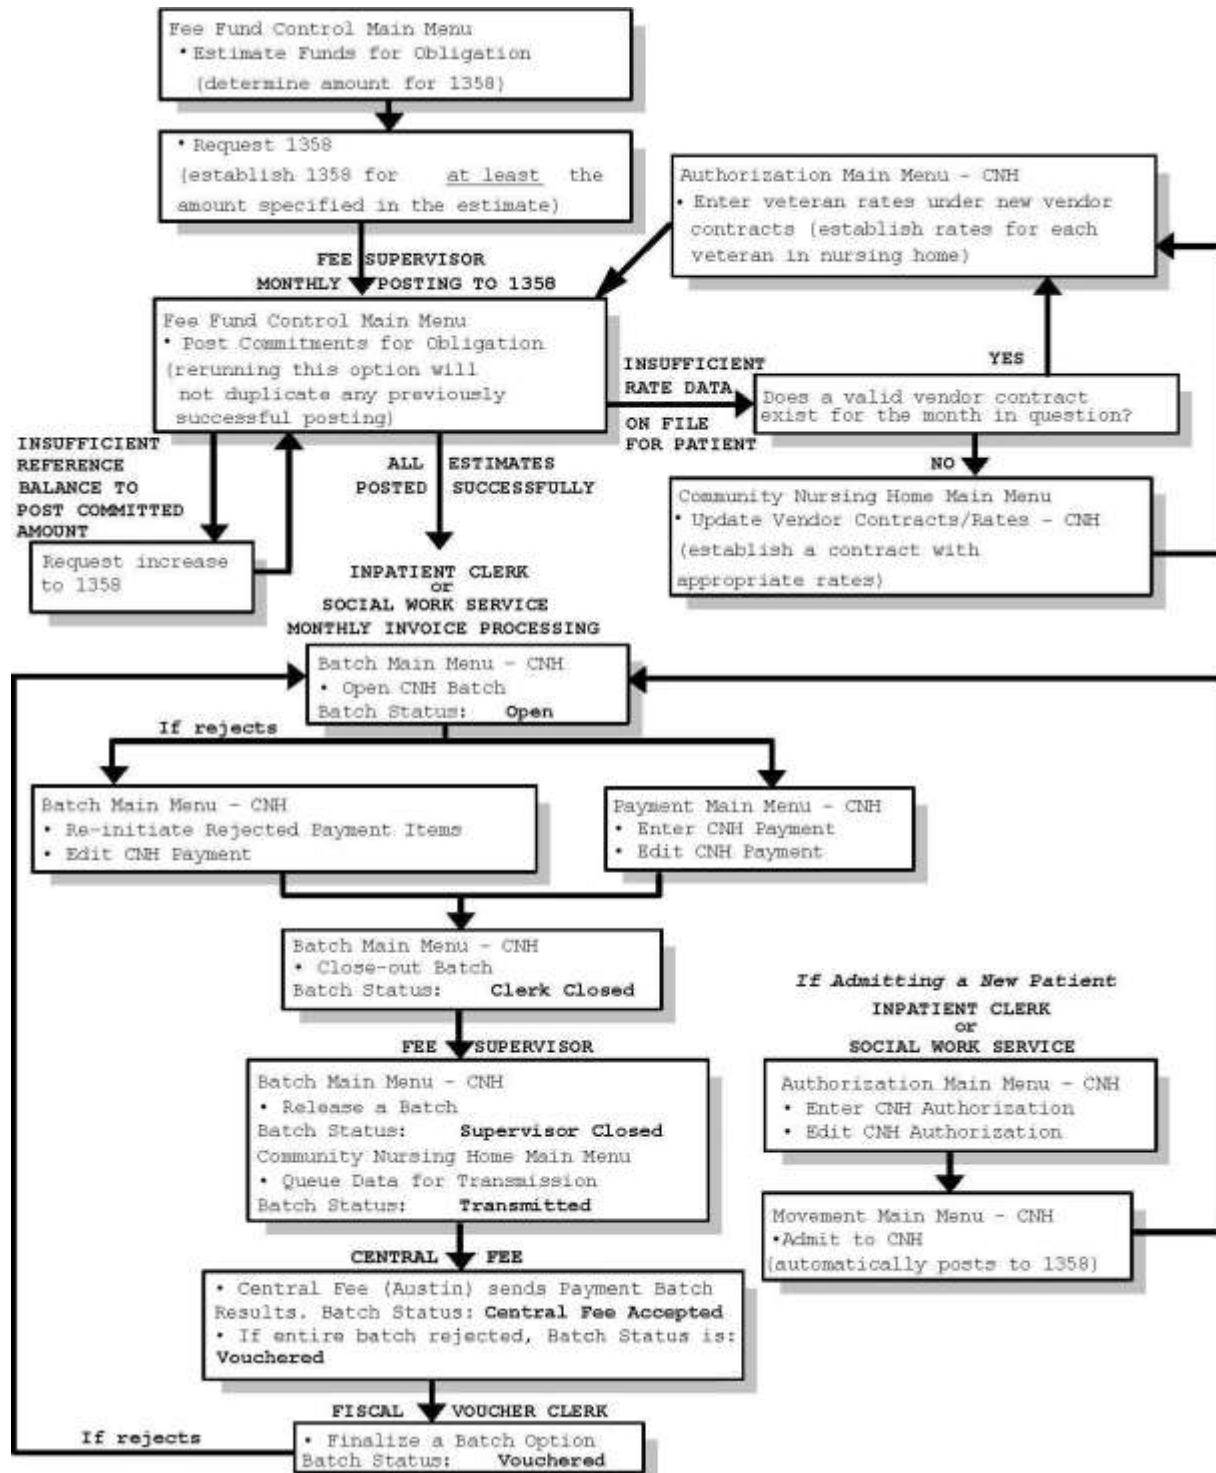 Fee Fund Control Main Menu
• Estimate Funds for Obligation
(determine amount for 1358)
• Request 1358
(establish 1358 for at least the
amount specified in the estimate)
FEE SUPERVISOR
MONTHLY POSTING TO 1358
Authorization Main Menu - CNH
• Enter veteran rates under new vendor
contracts (establish rates for each
veteran in nursing home)
Fee Fund Control Main Menu
• Post Commitments for Obligation
(rerunning this option will
not duplicate any previously
successful posting)
INSUFFICIENT
RATE DATA
ON FILE
FOR PATIENT
YES
Does a valid vendor contract
exist for the month in question?
NO
Community Nursing Home Main Menu
• Update Vendor Contracts/Rates - CNH
(establish a contract with
appropriate rates)
INSUFFICIENT
REFERENCE
BALANCE TO
POST COMMITTED
AMOUNT
Request increase
to 1358
ALL ESTIMATES
POSTED SUCCESSFULLY
INPATIENT CLERK
or
SOCIAL WORK SERVICE
MONTHLY INVOICE PROCESSING
Batch Main Menu - CNH
• Open CNH Batch
Batch Status: Open
If rejects
Batch Main Menu - CNH
• Re-initiate Rejected Payment Items
• Edit CNH Payment
Payment Main Menu - CNH
• Enter CNH Payment
• Edit CNH Payment
Batch Main Menu - CNH
• Close-out Batch
Batch Status: Clerk Closed
FEE SUPERVISOR
Batch Main Menu - CNH
• Release a Batch
Batch Status: Supervisor Closed
Community Nursing Home Main Menu
• Queue Data for Transmission
Batch Status: Transmitted
If Admitting a New Patient
INPATIENT CLERK
or
SOCIAL WORK SERVICE
Authorization Main Menu - CNH
• Enter CNH Authorization
• Edit CNH Authorization
Movement Main Menu - CNH
•Admit to CNH
(automatically posts to 1358)
CENTRAL FEE
• Central Fee (Austin) sends Payment Batch
Results. Batch Status: Central Fee Accepted
• If entire batch rejected, Batch Status is:
Vouchered
FISCAL VOUCHER CLERK
If rejects
• Finalize a Batch Option
Batch Status: Vouchered